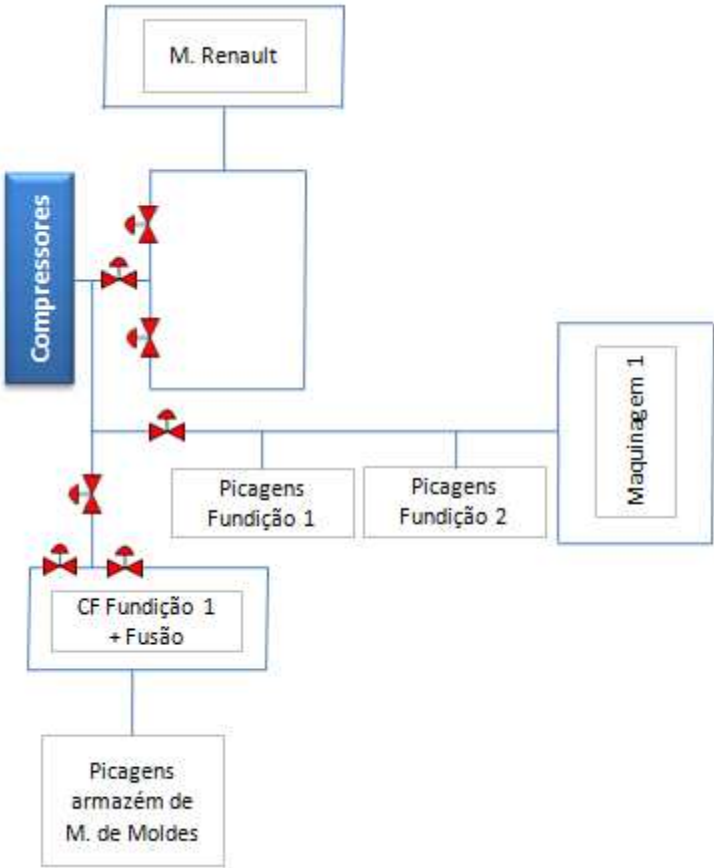 M. Renault
Compressores
Maquinagem 1
Picagens
Fundição 1
Picagens
Fundição 2
CF Fundição 1
+ Fusão
Picagens
armazém de
M. de Moldes